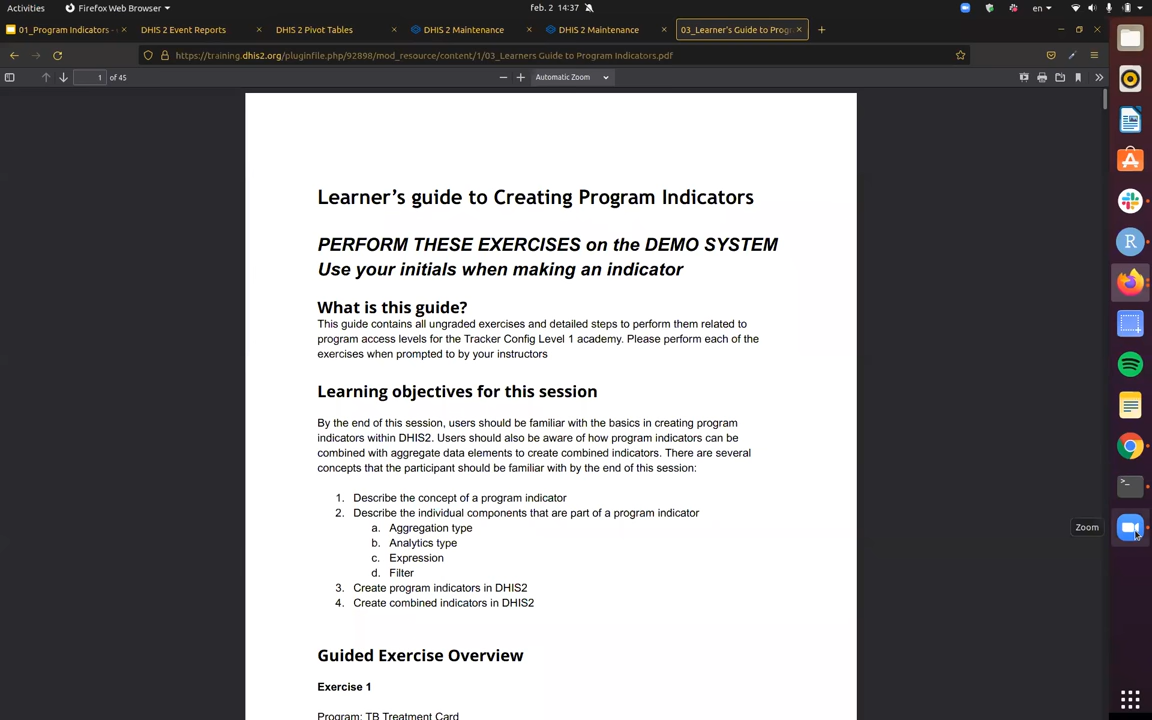 Activities
Firefox Web Browser
feb. 2 14:37
en
01_Program Indicators -
DHIS 2 Event Reports
DHIS 2 Pivot Tables
DHIS 2 Maintenance
DHIS 2 Maintenance
03_Learner's Guide to Prog
https://training.dhis2.org/pluginfile.php/92898/mod_resource/content/1/03_Learners Guide to Program Indicators.pdf
1 of 45
Automatic Zoom
Learner's guide to Creating Program Indicators
PERFORM THESE EXERCISES on the DEMO SYSTEM
Use your initials when making an indicator
What is this guide?
This guide contains all ungraded exercises and detailed steps to perform them related to
program access levels for the Tracker Config Level 1 academy. Please perform each of the
exercises when prompted to by your instructors
Learning objectives for this session
By the end of this session, users should be familiar with the basics in creating program
indicators within DHIS2. Users should also be aware of how program indicators can be
combined with aggregate data elements to create combined indicators. There are several
concepts that the participant should be familiar with by the end of this session:
1. Describe the concept of a program indicator
2. Describe the individual components that are part of a program indicator
a. Aggregation type
b. Analytics type
c. Expression
d. Filter
3. Create program indicators in DHIS2
4. Create combined indicators in DHIS2
Guided Exercise Overview
Exercise 1
Program: TB Treatment Card
Zoom
R